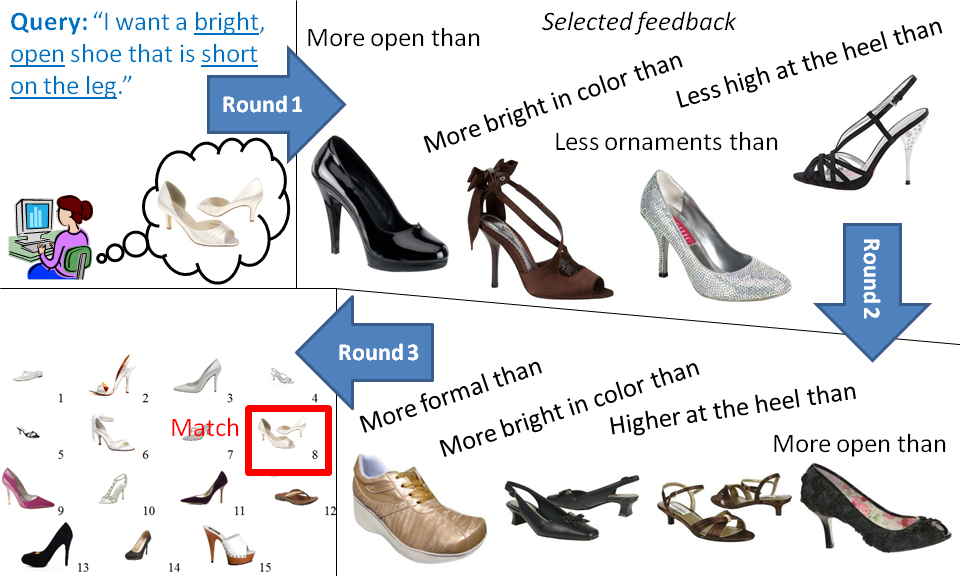 Query: “I want a bright,
open shoe that is short
on the leg.”
Round 1
Selected feedback
More open than
More bright in color than
Less ornaments than
Less high at the heel than
Round 2
More formal than
More bright in color than
Higher at the heel than
More open than
Round 3
1 2 3 4
Match
5 6 7 8
9 10 11 12
13 14 15